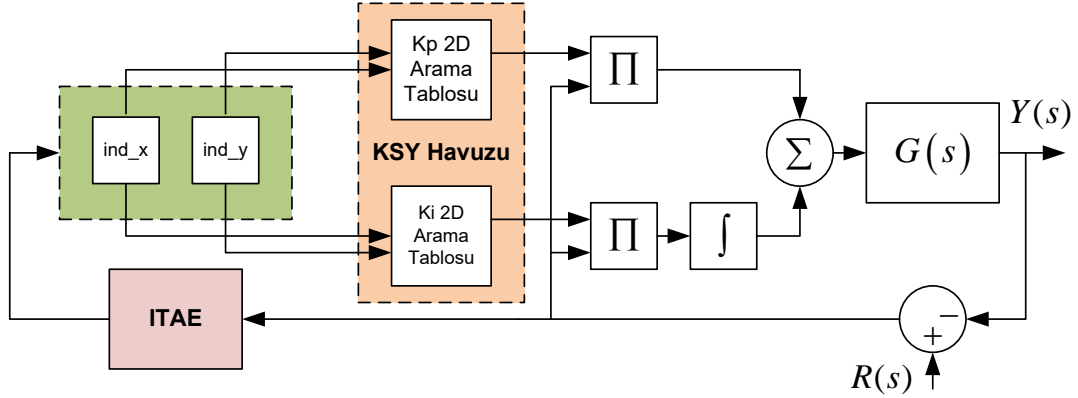 Kp 2D
Arama
Tablosu
∏
Y(s)
ind_x
ind_y
KSY Havuzu
∑
G(s)
Ki 2D
Arama
Tablosu
∏
∫
ITAE
−
+
R(s)